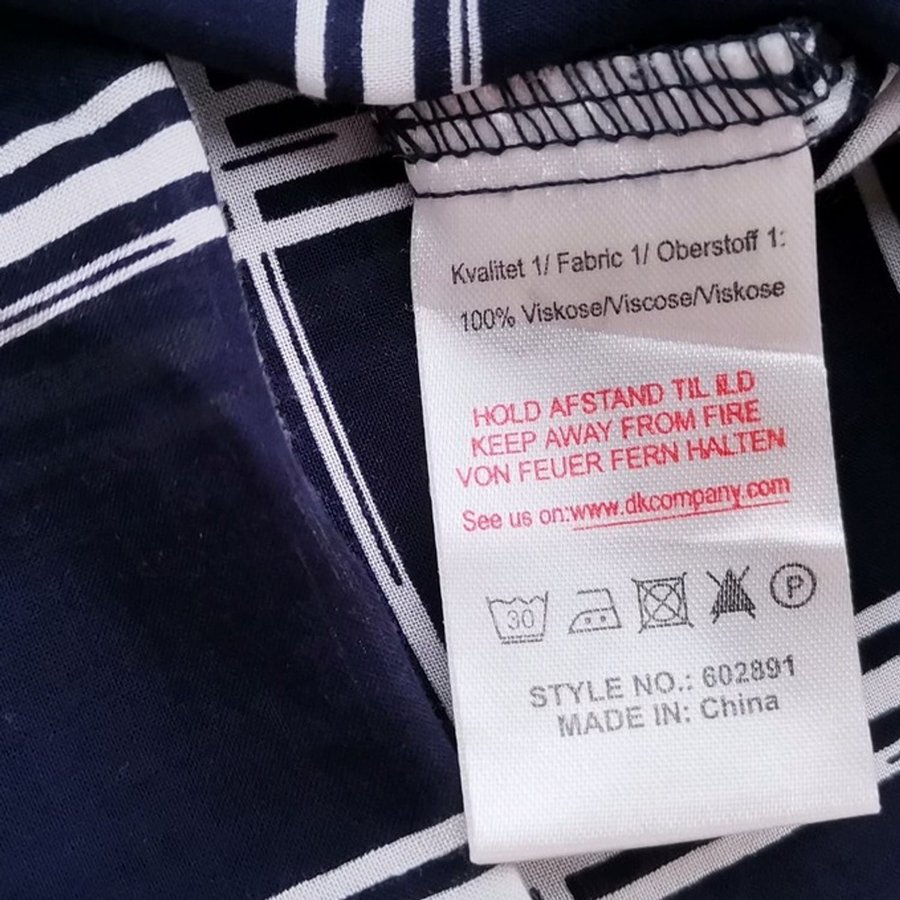 Kvalitet 1/ Fabric 1/ Oberstoff 1:
100% Viskose/Viscose/Viskose
HOLD AFSTAND TIL ILD
KEEP AWAY FROM FIRE
VON FEUER FERN HALTEN
See us on:www.dkcompany.com
30 P
STYLE NO.: 602891
MADE IN: China